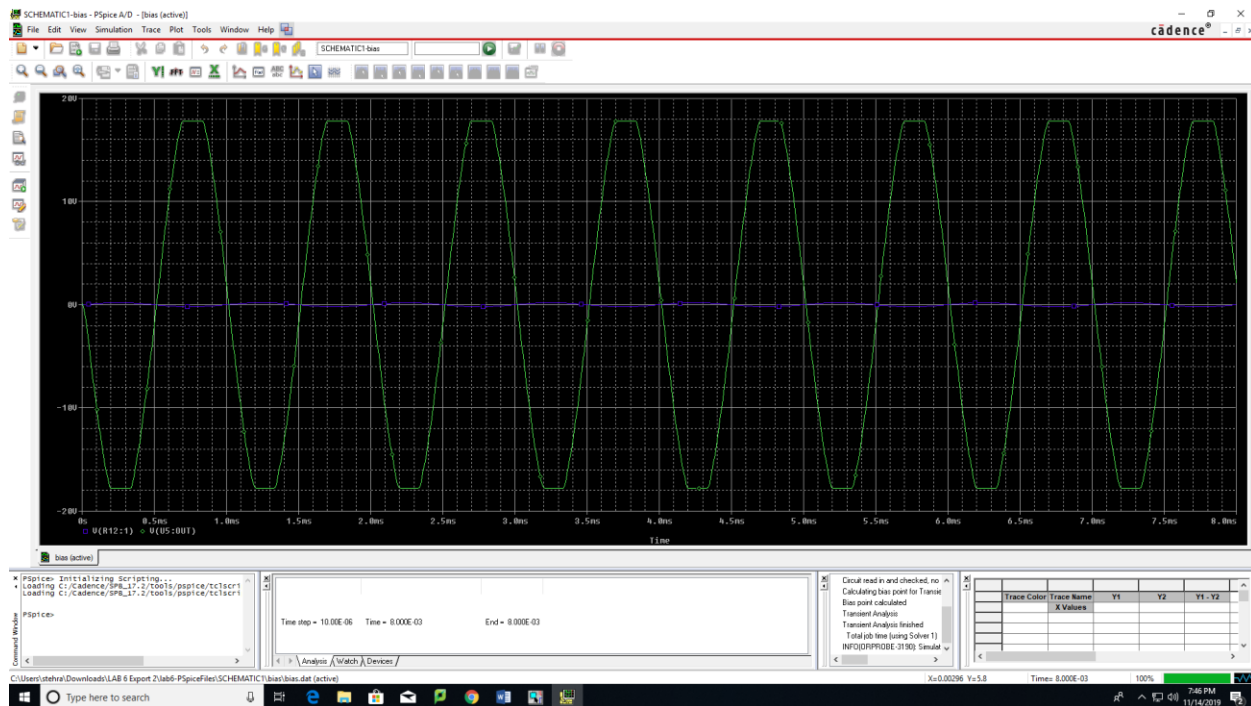 SCHEMATIC1-bias - PSpice A/D - [bias (active)]
File Edit View Simulation Trace Plot Tools Window Help
cādence®
SCHEMATIC1-bias
20V
10V
0V
-10V
-20V
0s 0.5ms 1.0ms 1.5ms 2.0ms 2.5ms 3.0ms 3.5ms 4.0ms 4.5ms 5.0ms 5.5ms 6.0ms 6.5ms 7.0ms 7.5ms 8.0ms
V(R12:1) V(U5:OUT)
Time
bias (active)
PSpice> Initializing Scripting...
Loading C:/Cadence/SPB_17.2/tools/pspice/tclscri
Loading C:/Cadence/SPB_17.2/tools/pspice/tclscri
PSpice>
Command Window
Time step = 10.00E-06 Time = 8.000E-03 End = 8.000E-03
Analysis Watch Devices
Circuit read in and checked, no
Calculating bias point for Transie
Bias point calculated
Transient Analysis
Transient Analysis finished
Total job time (using Solver 1)
INFO(ORPROBE-3190): Simulat
Trace Color Trace Name Y1 Y2 Y1 - Y2
X Values
C:\Users\stehra\Downloads\LAB 6 Export 2\lab6-PSpiceFiles\SCHEMATIC1\bias\bias.dat (active)
X=0.00296 Y=5.8 Time= 8.000E-03 100%
Type here to search
7:46 PM
11/14/2019